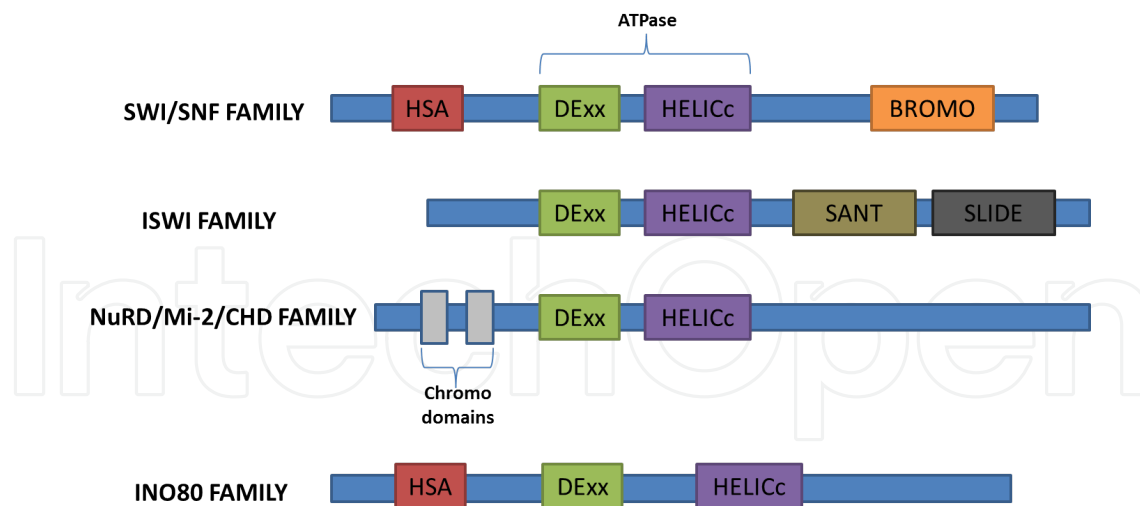 ATPase
SWI/SNF FAMILY
HSA
DExx
HELICc
BROMO
ISWI FAMILY
DExx
HELICc
SANT
SLIDE
NuRD/Mi-2/CHD FAMILY
DExx
HELICc
Chromo
domains
INO80 FAMILY
HSA
DExx
HELICc
IntechOpen